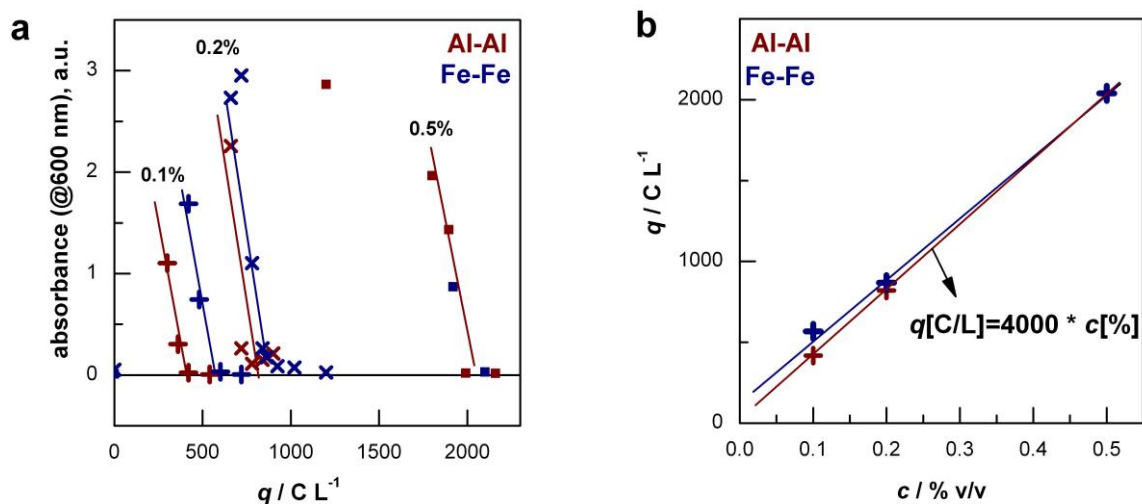 a
0.2%
Al-Al
Fe-Fe
0.5%
0.1%
absorbance (@600 nm), a.u.
3
2
1
0
0 500 1000 1500 2000
q / C L⁻¹
b
Al-Al
Fe-Fe
q / C L⁻¹
2000
1000
0
q[C/L]=4000 * c[%]
0.0 0.1 0.2 0.3 0.4 0.5
c / % v/v